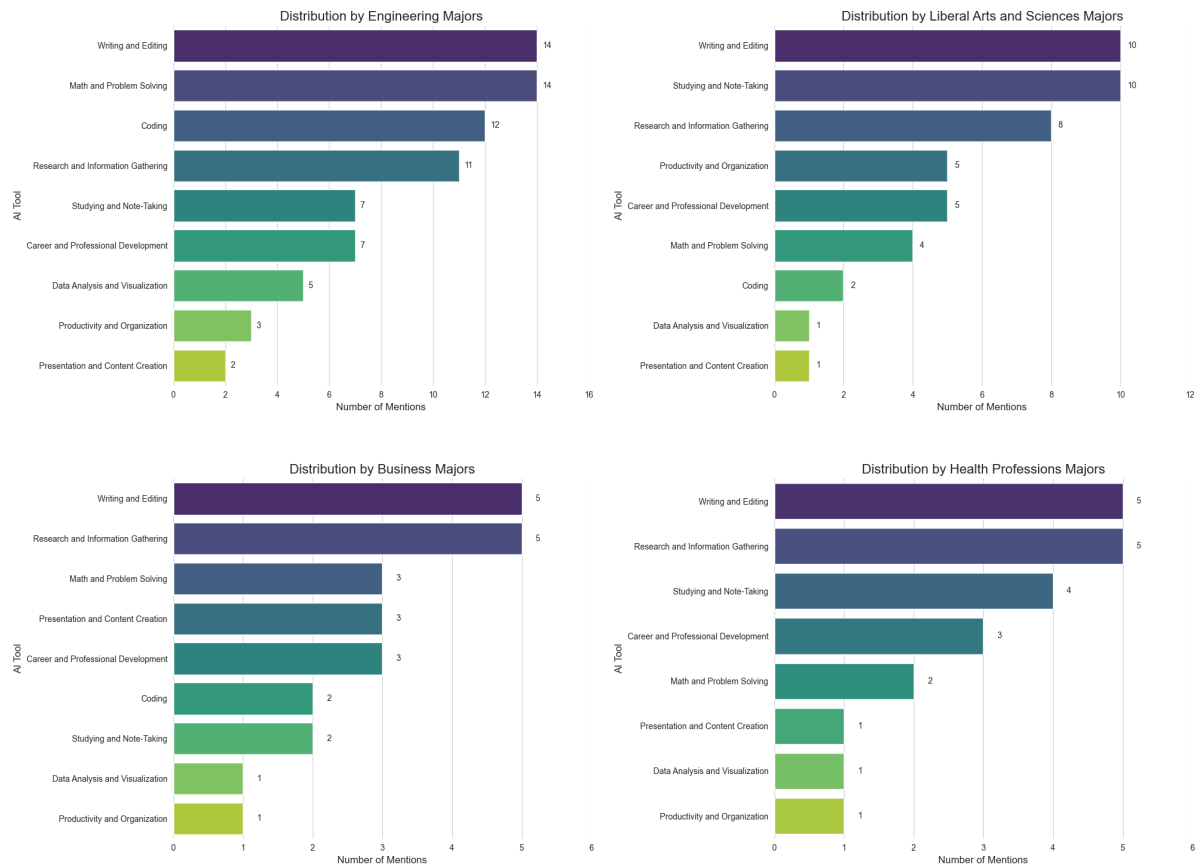 Distribution by Engineering Majors
Writing and Editing 14
Math and Problem Solving 14
Coding 12
Research and Information Gathering 11
Studying and Note-Taking 7
Career and Professional Development 7
Data Analysis and Visualization 5
Productivity and Organization 3
Presentation and Content Creation 2
AI Tool
0 2 4 6 8 10 12 14 16
Number of Mentions
Distribution by Liberal Arts and Sciences Majors
Writing and Editing 10
Studying and Note-Taking 10
Research and Information Gathering 8
Productivity and Organization 5
Career and Professional Development 5
Math and Problem Solving 4
Coding 2
Data Analysis and Visualization 1
Presentation and Content Creation 1
AI Tool
0 2 4 6 8 10 12
Number of Mentions
Distribution by Business Majors
Writing and Editing 5
Research and Information Gathering 5
Math and Problem Solving 3
Presentation and Content Creation 3
Career and Professional Development 3
Coding 2
Studying and Note-Taking 2
Data Analysis and Visualization 1
Productivity and Organization 1
AI Tool
0 1 2 3 4 5 6
Number of Mentions
Distribution by Health Professions Majors
Writing and Editing 5
Research and Information Gathering 5
Studying and Note-Taking 4
Career and Professional Development 3
Math and Problem Solving 2
Presentation and Content Creation 1
Data Analysis and Visualization 1
Productivity and Organization 1
AI Tool
0 1 2 3 4 5 6
Number of Mentions